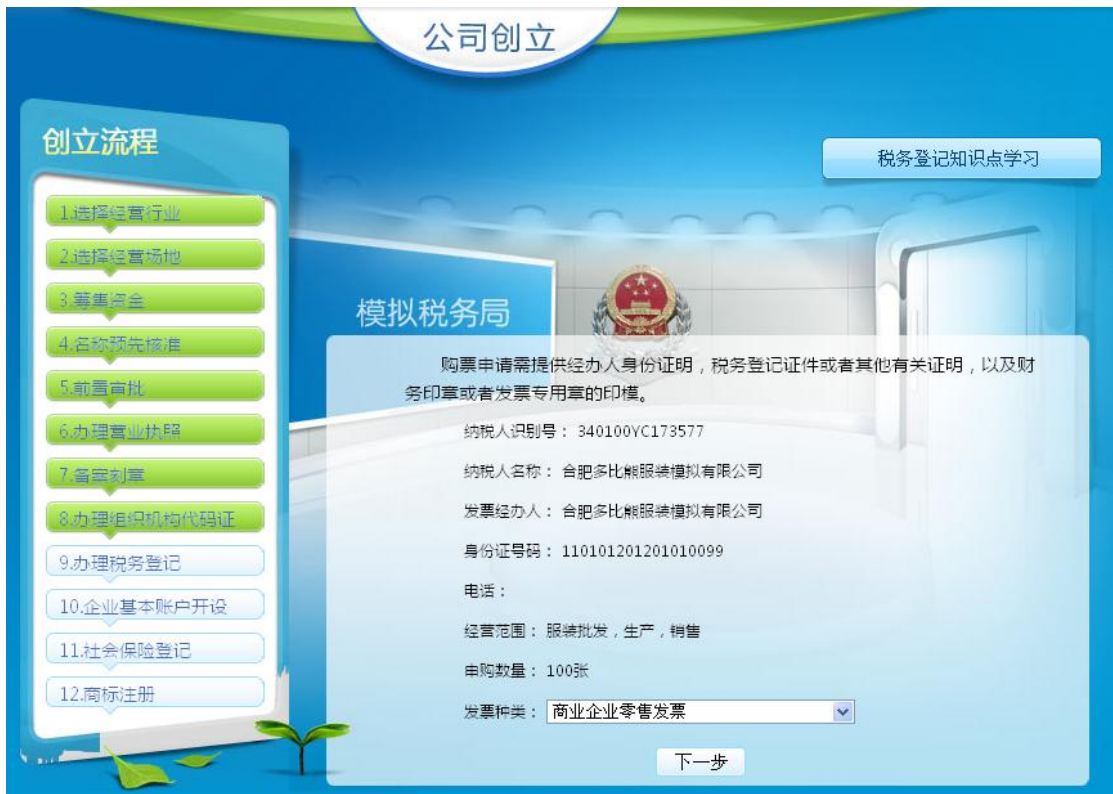 公司创立
创立流程
税务登记知识点学习
1.选择经营行业
2.选择经营场地
3.筹集资金
4.名称预先核准
5.前置审批
6.办理营业执照
7.备案刻章
8.办理组织机构代码证
9.办理税务登记
10.企业基本账户开设
11.社会保险登记
12.商标注册
模拟税务局
购票申请需提供经办人身份证明，税务登记证件或者其他有关证明，以及财
务印章或者发票专用章的印模。
纳税人识别号： 340100YC173577
纳税人名称： 合肥多比熊服装模拟有限公司
发票经办人： 合肥多比熊服装模拟有限公司
身份证号码： 110101201201010099
电话：
经营范围： 服装批发，生产，销售
申购数量： 100张
发票种类： 商业企业零售发票
下一步